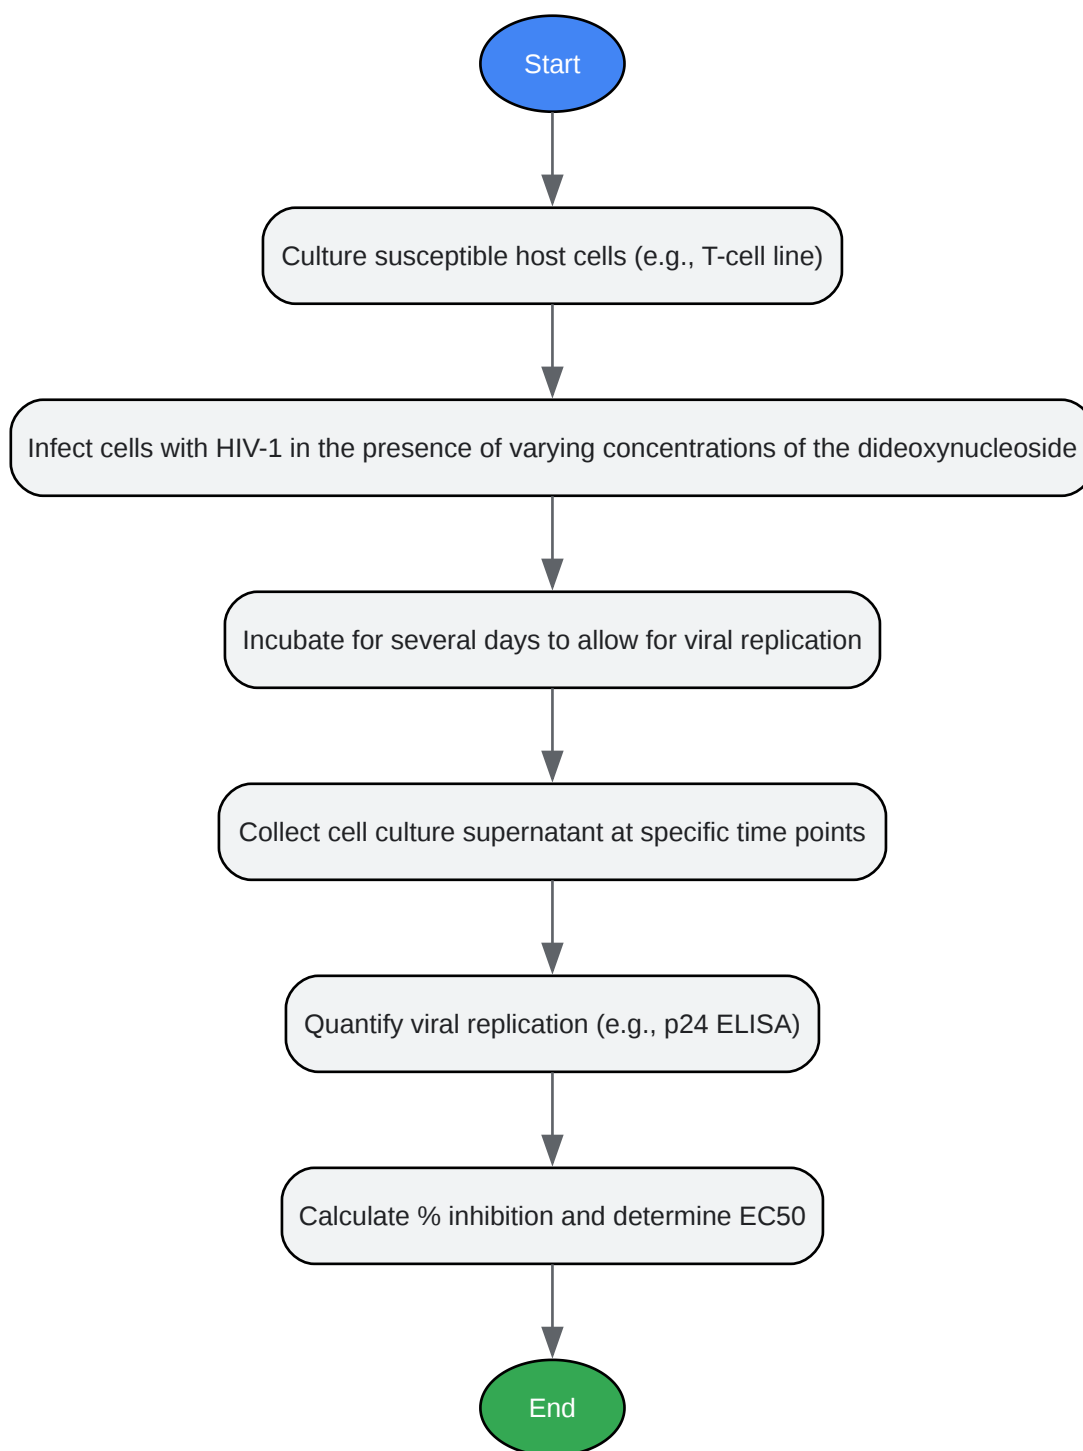 Start
Culture susceptible host cells (e.g., T-cell line)
Infect cells with HIV-1 in the presence of varying concentrations of the dideoxynucleoside
Incubate for several days to allow for viral replication
Collect cell culture supernatant at specific time points
Quantify viral replication (e.g., p24 ELISA)
Calculate % inhibition and determine EC50
End